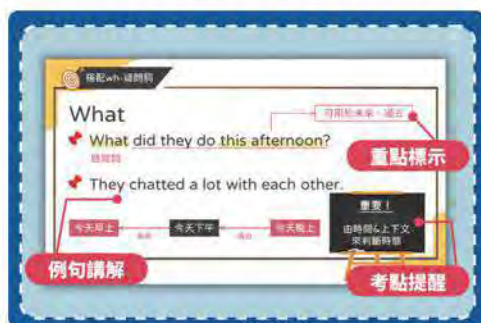 搭配wh-疑問詞
What
可用於未來、過去
What did they do this afternoon?
重點標示
They chatted a lot with each other.
重要！
今天早上
今天下午
今天晚上
由時間&上下文
來判斷時態
例句講解
考點提醒